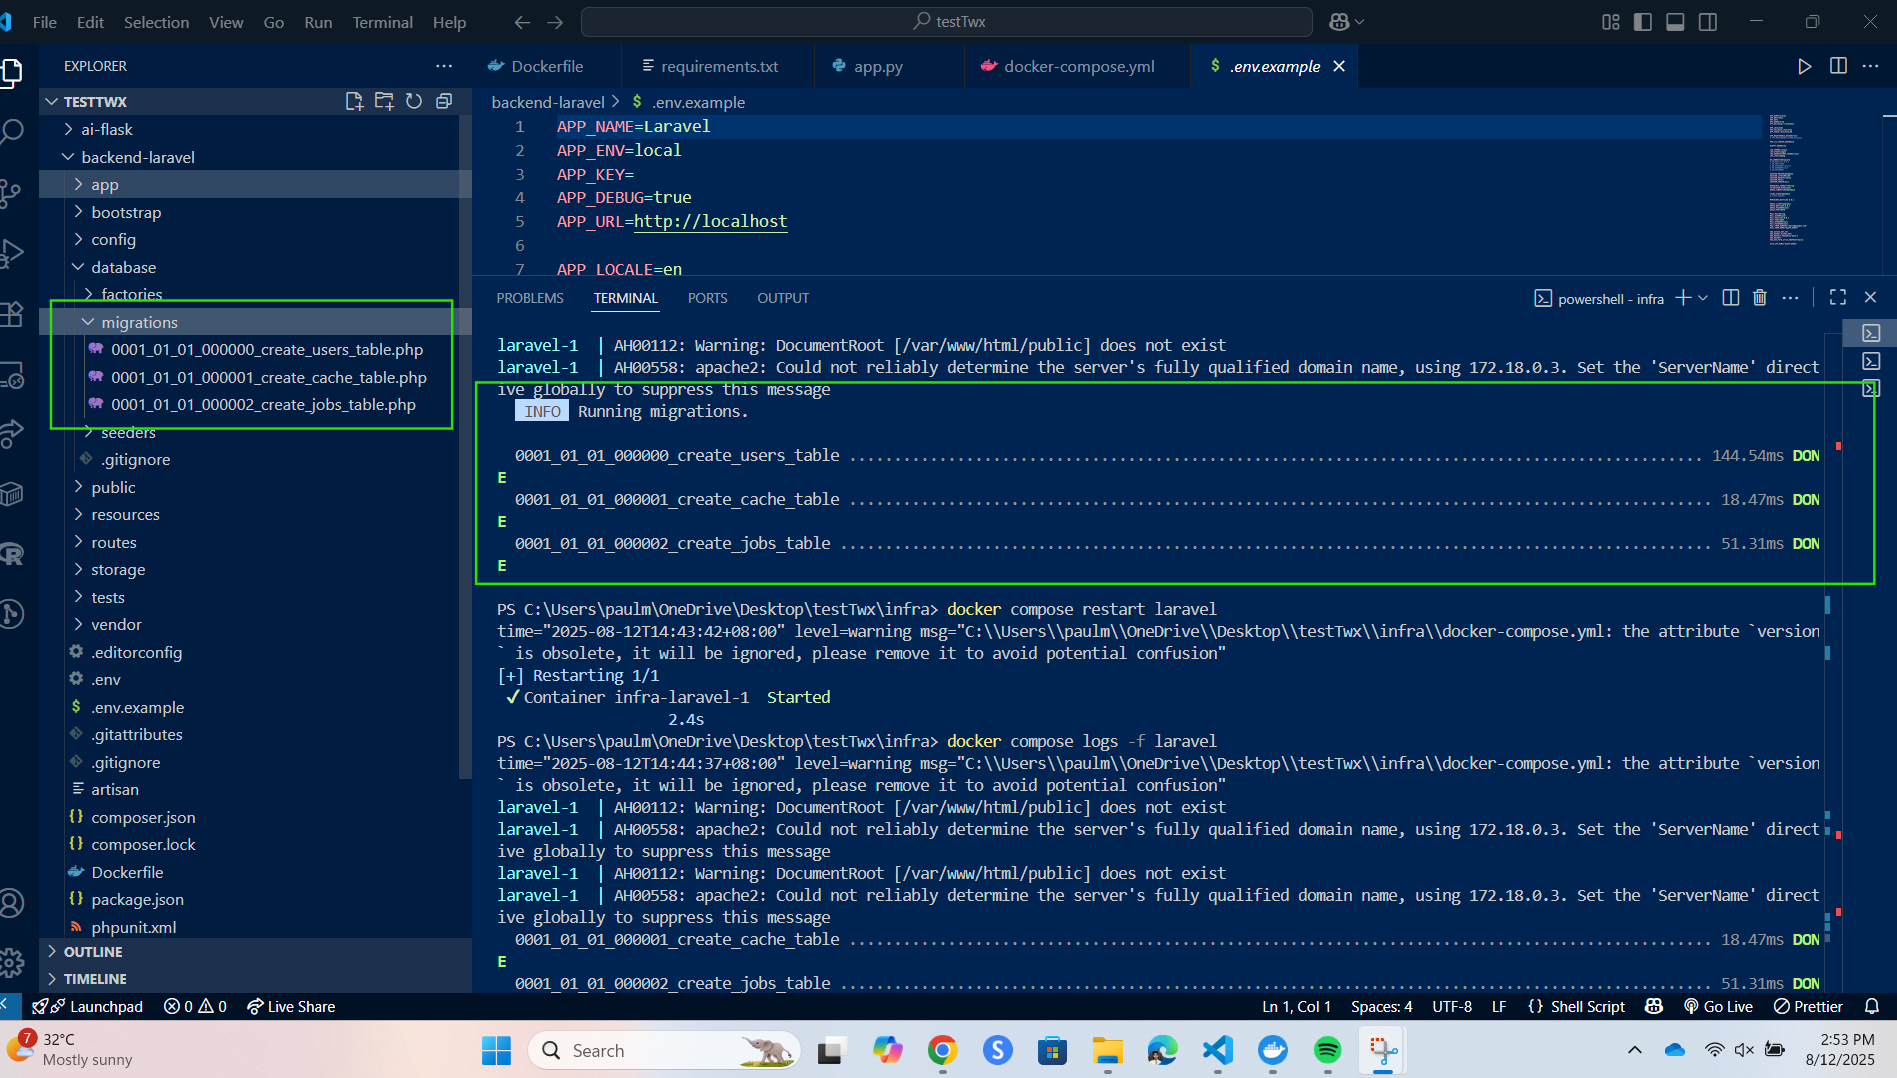 File Edit Selection View Go Run Terminal Help
testTwx
EXPLORER
TESTTWX
ai-flask
backend-laravel
app
bootstrap
config
database
factories
migrations
0001_01_01_000000_create_users_table.php
0001_01_01_000001_create_cache_table.php
0001_01_01_000002_create_jobs_table.php
seeders
.gitignore
public
resources
routes
storage
tests
vendor
.editorconfig
.env
.env.example
.gitattributes
.gitignore
artisan
composer.json
composer.lock
Dockerfile
package.json
phpunit.xml
OUTLINE
TIMELINE
Dockerfile requirements.txt app.py docker-compose.yml .env.example
backend-laravel > $ .env.example
1 APP_NAME=Laravel
2 APP_ENV=local
3 APP_KEY=
4 APP_DEBUG=true
5 APP_URL=http://localhost
6
7 APP_LOCALE=en
PROBLEMS TERMINAL PORTS OUTPUT
powershell - infra
laravel-1 | AH00112: Warning: DocumentRoot [/var/www/html/public] does not exist
laravel-1 | AH00558: apache2: Could not reliably determine the server's fully qualified domain name, using 172.18.0.3. Set the 'ServerName' direct
ive globally to suppress this message
INFO Running migrations.
0001_01_01_000000_create_users_table ............................................................................................... 144.54ms DON
E
0001_01_01_000001_create_cache_table ................................................................................................ 18.47ms DON
E
0001_01_01_000002_create_jobs_table ................................................................................................. 51.31ms DON
E
PS C:\Users\paulm\OneDrive\Desktop\testTwx\infra> docker compose restart laravel
time="2025-08-12T14:43:42+08:00" level=warning msg="C:\\Users\\paulm\\OneDrive\\Desktop\\testTwx\\infra\\docker-compose.yml: the attribute `version
` is obsolete, it will be ignored, please remove it to avoid potential confusion"
[+] Restarting 1/1
✔ Container infra-laravel-1 Started
2.4s
PS C:\Users\paulm\OneDrive\Desktop\testTwx\infra> docker compose logs -f laravel
time="2025-08-12T14:44:37+08:00" level=warning msg="C:\\Users\\paulm\\OneDrive\\Desktop\\testTwx\\infra\\docker-compose.yml: the attribute `version
` is obsolete, it will be ignored, please remove it to avoid potential confusion"
laravel-1 | AH00112: Warning: DocumentRoot [/var/www/html/public] does not exist
laravel-1 | AH00558: apache2: Could not reliably determine the server's fully qualified domain name, using 172.18.0.3. Set the 'ServerName' direct
ive globally to suppress this message
laravel-1 | AH00112: Warning: DocumentRoot [/var/www/html/public] does not exist
laravel-1 | AH00558: apache2: Could not reliably determine the server's fully qualified domain name, using 172.18.0.3. Set the 'ServerName' direct
ive globally to suppress this message
0001_01_01_000001_create_cache_table ................................................................................................ 18.47ms DON
E
0001_01_01_000002_create_jobs_table ................................................................................................. 51.31ms DON
Launchpad 0 0 Live Share
Ln 1, Col 1 Spaces: 4 UTF-8 LF {} Shell Script Go Live Prettier
7 32°C
Mostly sunny
Search
2:53 PM
8/12/2025